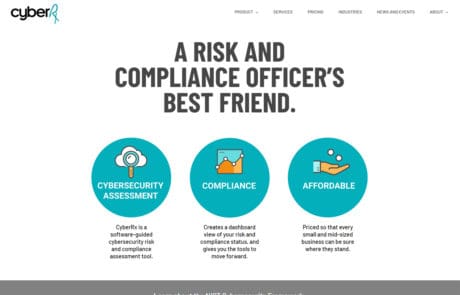 cyberRx
PRODUCT SERVICES PRICING INDUSTRIES NEWS AND EVENTS ABOUT
A RISK AND
COMPLIANCE OFFICER'S
BEST FRIEND.
CYBERSECURITY
ASSESSMENT
COMPLIANCE
AFFORDABLE
CyberRx is a
software-guided
cybersecurity risk
and compliance
assessment tool.
Creates a dashboard
view of your risk and
compliance status, and
gives you the tools to
move forward.
Priced so that every
small and mid-sized
business can be sure
where they stand.